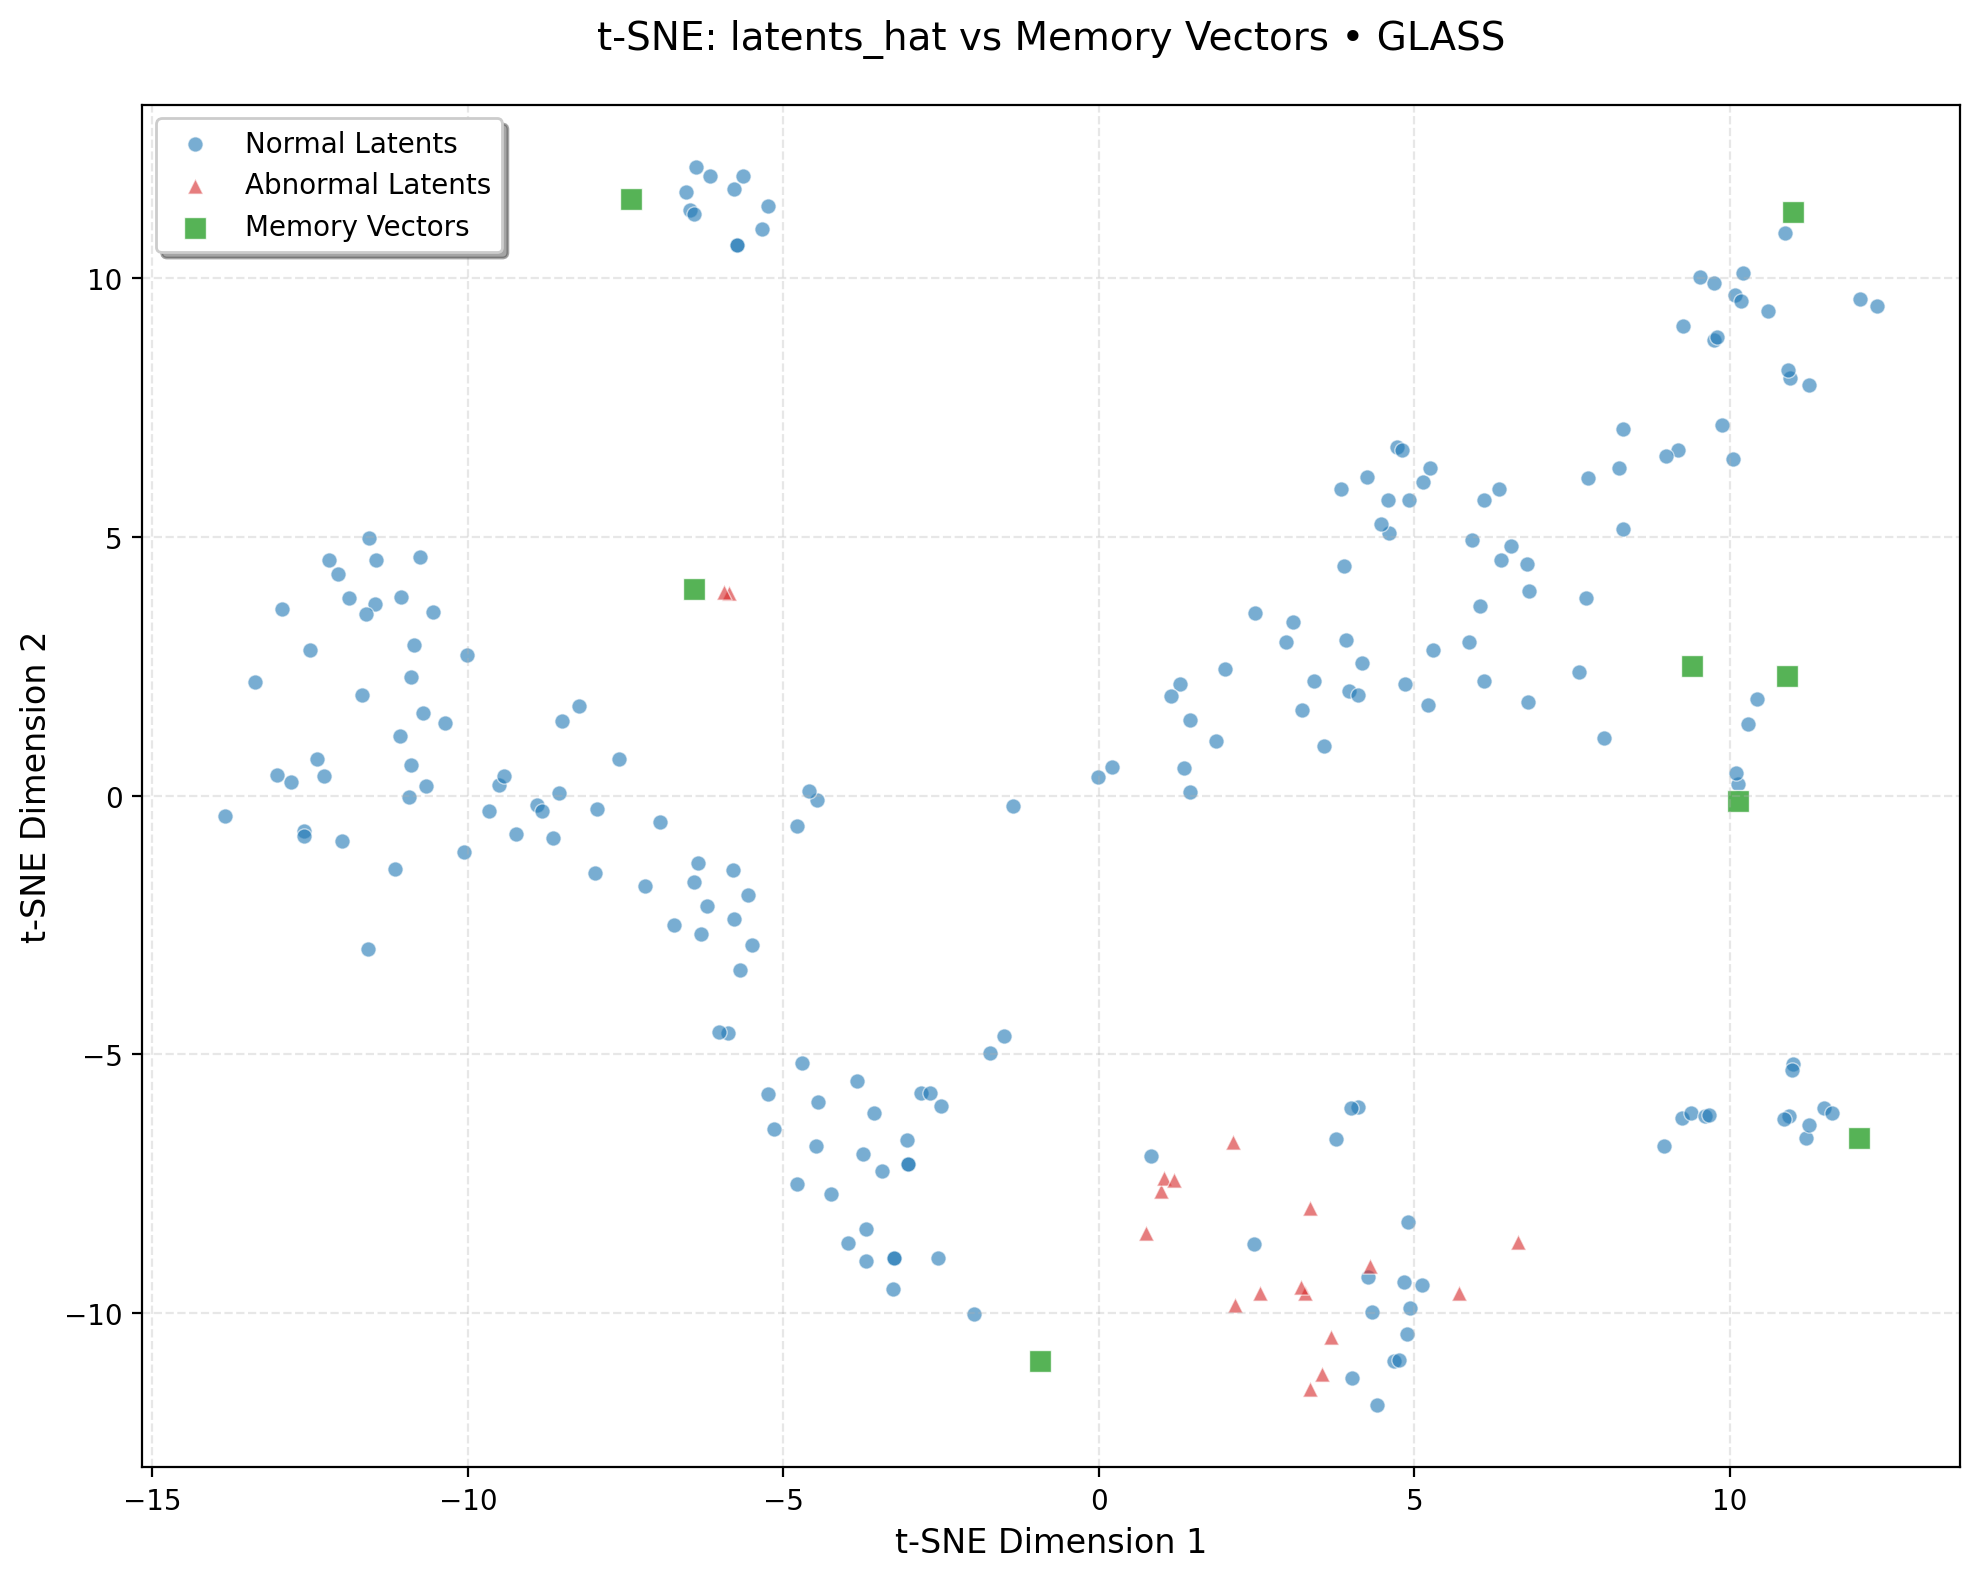 t-SNE: latents_hat vs Memory Vectors • GLASS
Normal Latents
Abnormal Latents
Memory Vectors
10
5
0
−5
−10
t-SNE Dimension 2
−15
−10
−5
0
5
10
t-SNE Dimension 1